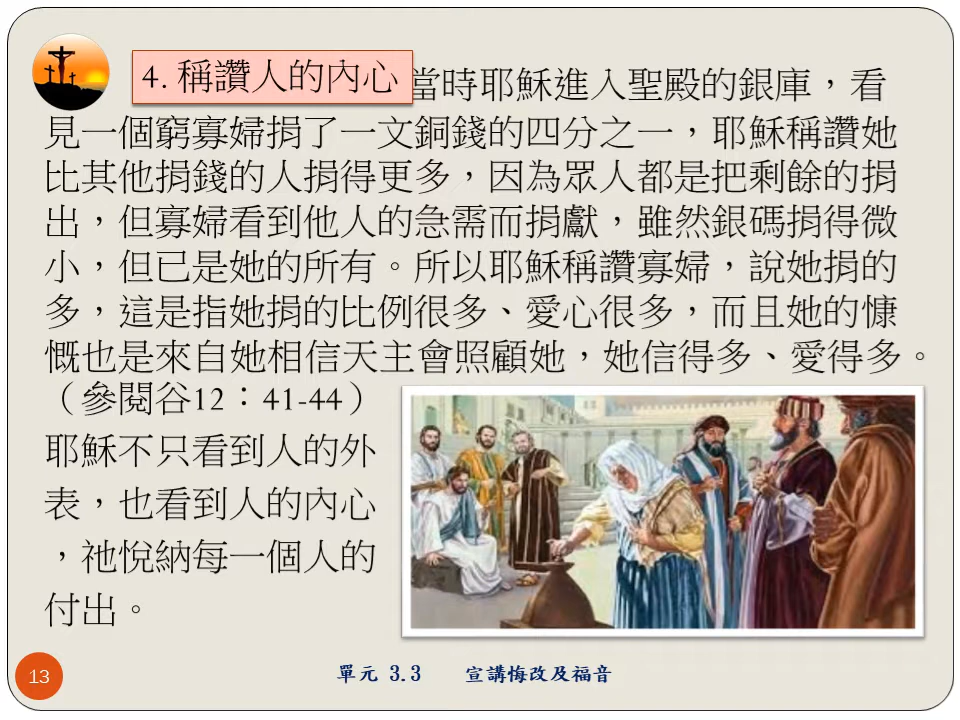 4. 稱讚人的內心 當時耶穌進入聖殿的銀庫，看
見一個窮寡婦捐了一文銅錢的四分之一，耶穌稱讚她
比其他捐錢的人捐得更多，因為眾人都是把剩餘的捐
出，但寡婦看到他人的急需而捐獻，雖然銀碼捐得微
小，但已是她的所有。所以耶穌稱讚寡婦，說她捐的
多，這是指她捐的比例很多、愛心很多，而且她的慷
慨也是來自她相信天主會照顧她，她信得多、愛得多。
（參閱谷12：41-44）
耶穌不只看到人的外
表，也看到人的內心
，祂悅納每一個人的
付出。
13
單元 3.3 宣講悔改及福音